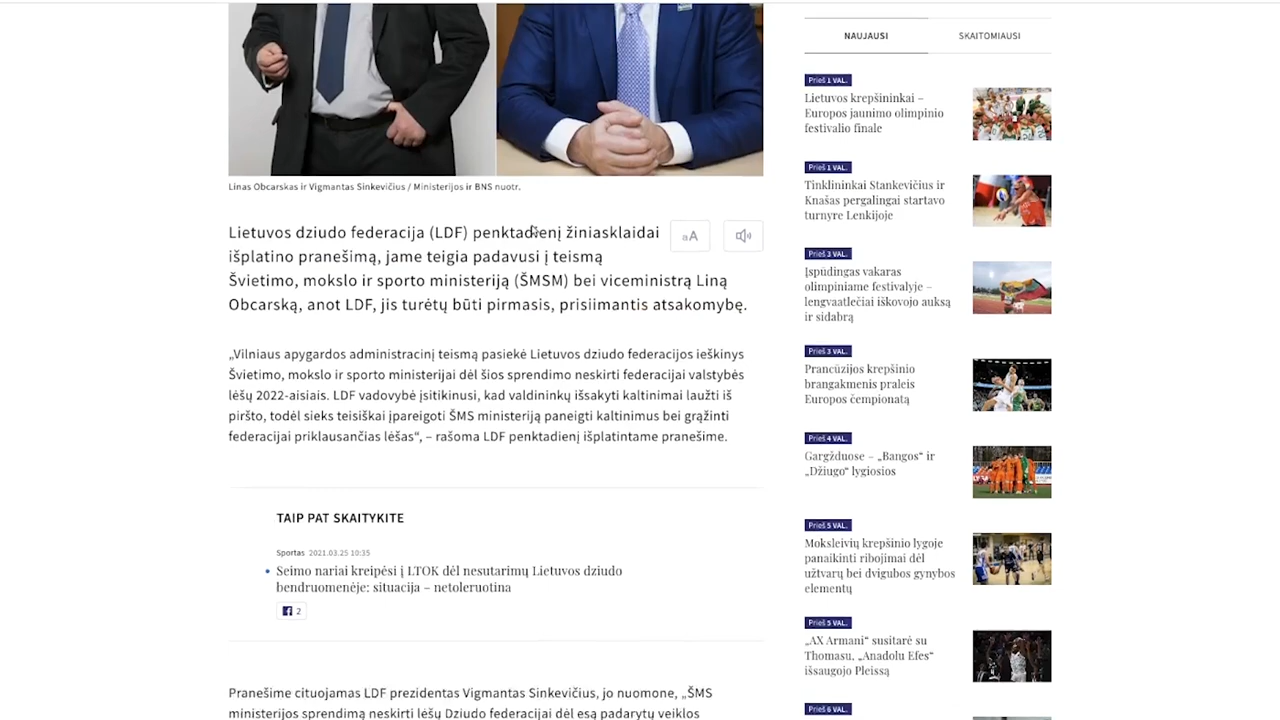 Linas Obcarskas ir Vigmantas Sinkevičius / Ministerijos ir BNS nuotr.
Lietuvos dziudo federacija (LDF) penktadienį žiniasklaidai
išplatino pranešimą, jame teigia padavusi į teismą
Švietimo, mokslo ir sporto ministeriją (ŠMSM) bei viceministrą Liną
Obcarską, anot LDF, jis turėtų būti pirmasis, prisiimantis atsakomybę.
aA
„Vilniaus apygardos administracinį teismą pasiekė Lietuvos dziudo federacijos ieškinys
Švietimo, mokslo ir sporto ministerijai dėl šios sprendimo neskirti federacijai valstybės
lėšų 2022-aisiais. LDF vadovybė įsitikinusi, kad valdininkų išsakyti kaltinimai laužti iš
piršto, todėl sieks teisiškai įpareigoti ŠMS ministeriją paneigti kaltinimus bei grąžinti
federacijai priklausančias lėšas“, – rašoma LDF penktadienį išplatintame pranešime.
TAIP PAT SKAITYKITE
Sportas 2021.03.25 10:35
• Seimo nariai kreipėsi į LTOK dėl nesutarimų Lietuvos dziudo
bendruomenėje: situacija – netoleruotina
2
Pranešime cituojamas LDF prezidentas Vigmantas Sinkevičius, jo nuomone, „ŠMS
ministerijos sprendimą neskirti lėšų Dziudo federacijai dėl esą padarytų veiklos
NAUJAUSI SKAITOMIAUSI
Prieš 1 VAL.
Lietuvos krepšininkai –
Europos jaunimo olimpinio
festivalio finale
Prieš 1 VAL.
Tinklininkai Stankevičius ir
Knašas pergalingai startavo
turnyre Lenkijoje
Prieš 3 VAL.
Įspūdingas vakaras
olimpiniame festivalyje –
lengvaatlečiai iškovojo auksą
ir sidabrą
Prieš 3 VAL.
Prancūzijos krepšinio
brangakmenis praleis
Europos čempionatą
Prieš 4 VAL.
Gargžduose – „Bangos“ ir
„Džiugo“ lygiosios
Prieš 5 VAL.
Moksleivių krepšinio lygoje
panaikinti ribojimai dėl
užtvarų bei dvigubos gynybos
elementų
Prieš 5 VAL.
„AX Armani“ susitarė su
Thomasu, „Anadolu Efes“
išsaugojo Pleissą
Prieš 6 VAL.